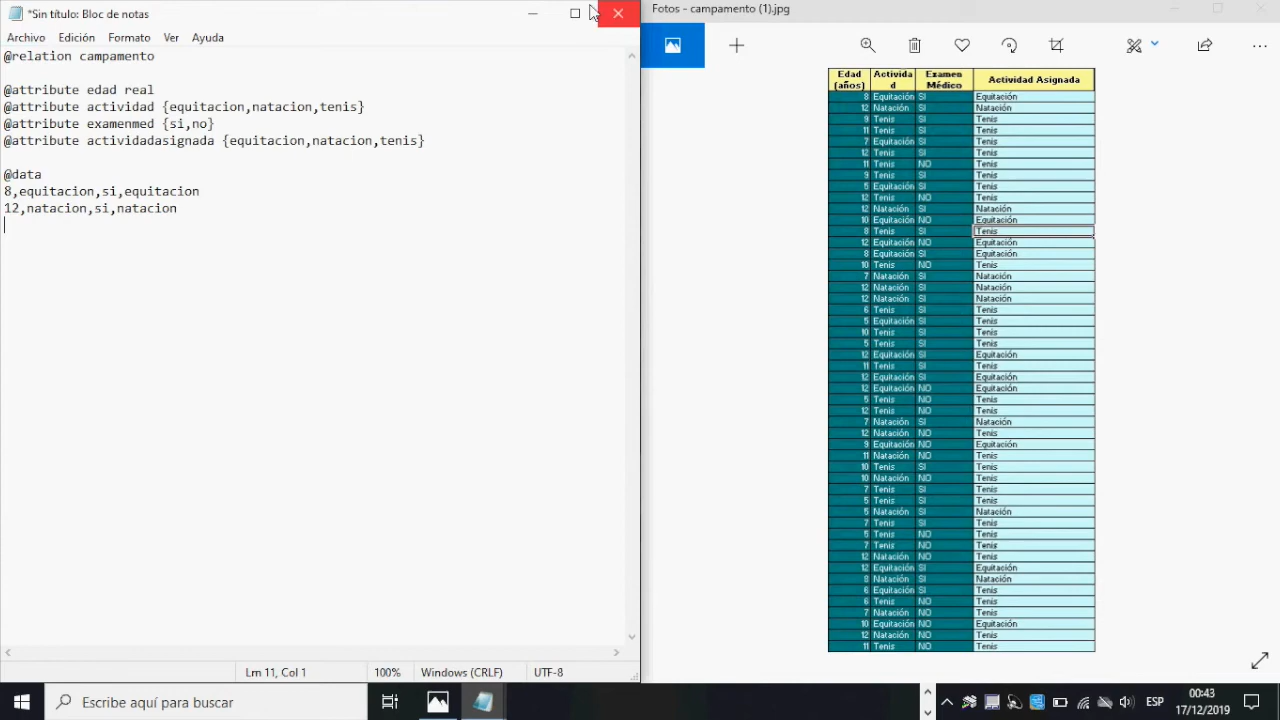 *Sin título: Bloc de notas
Archivo Edición Formato Ver Ayuda
@relation campamento
@attribute edad real
@attribute actividad {equitacion,natacion,tenis}
@attribute examenmed {si,no}
@attribute actividadasignada {equitacion,natacion,tenis}
@data
8,equitacion,si,equitacion
12,natacion,si,natacion
Lm 11, Col 1 100% Windows (CRLF) UTF-8
Fotos - campamento (1).jpg
Edad (años) Actividad Examen Médico Actividad Asignada
8 Equitación SI Equitación
12 Natación SI Natación
9 Tenis SI Tenis
11 Tenis SI Tenis
7 Equitación SI Tenis
12 Tenis SI Tenis
11 Tenis NO Tenis
9 Tenis SI Tenis
5 Equitación SI Tenis
12 Tenis NO Tenis
12 Natación SI Natación
10 Equitación NO Equitación
8 Tenis SI Tenis
12 Equitación NO Equitación
8 Equitación SI Equitación
10 Tenis NO Tenis
7 Natación SI Natación
12 Natación SI Natación
12 Natación SI Natación
6 Tenis SI Tenis
5 Equitación SI Tenis
10 Tenis SI Tenis
5 Tenis SI Tenis
12 Equitación SI Equitación
11 Tenis SI Tenis
12 Equitación SI Equitación
12 Equitación NO Equitación
5 Tenis NO Tenis
12 Tenis NO Tenis
7 Natación SI Natación
12 Natación NO Tenis
9 Equitación NO Equitación
11 Natación NO Tenis
10 Tenis SI Tenis
10 Natación NO Tenis
7 Tenis SI Tenis
5 Tenis SI Tenis
5 Natación SI Natación
7 Tenis SI Tenis
5 Tenis NO Tenis
7 Tenis NO Tenis
12 Natación NO Tenis
12 Equitación SI Equitación
8 Natación SI Natación
6 Equitación SI Tenis
6 Tenis NO Tenis
7 Natación NO Tenis
10 Equitación NO Equitación
12 Natación NO Tenis
11 Tenis NO Tenis
Escribe aquí para buscar
ESP
00:43
17/12/2019